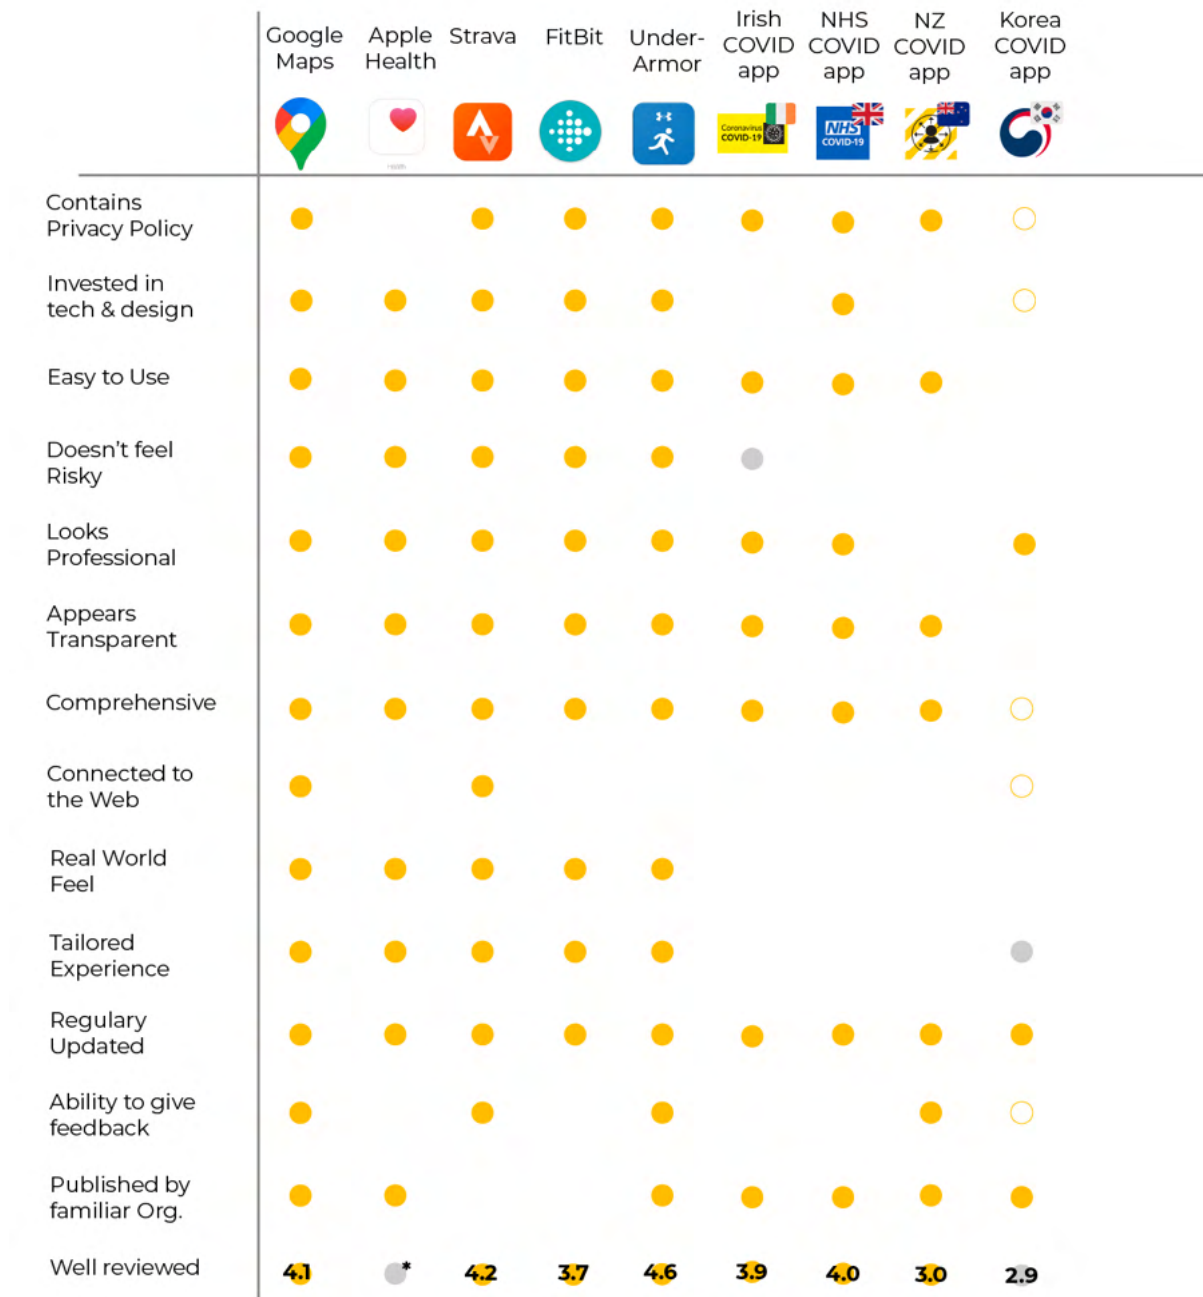 Google Maps
Apple Health
Strava
FitBit
Under-Armor
Irish COVID app
NHS COVID app
NZ COVID app
Korea COVID app
Health
Coronavirus
COVID-19
NHS
COVID-19
Contains
Privacy Policy
Invested in
tech & design
Easy to Use
Doesn't feel
Risky
Looks
Professional
Appears
Transparent
Comprehensive
Connected to
the Web
Real World
Feel
Tailored
Experience
Regulary
Updated
Ability to give
feedback
Published by
familiar Org.
Well reviewed 4.1 * 4.2 3.7 4.6 3.9 4.0 3.0 2.9